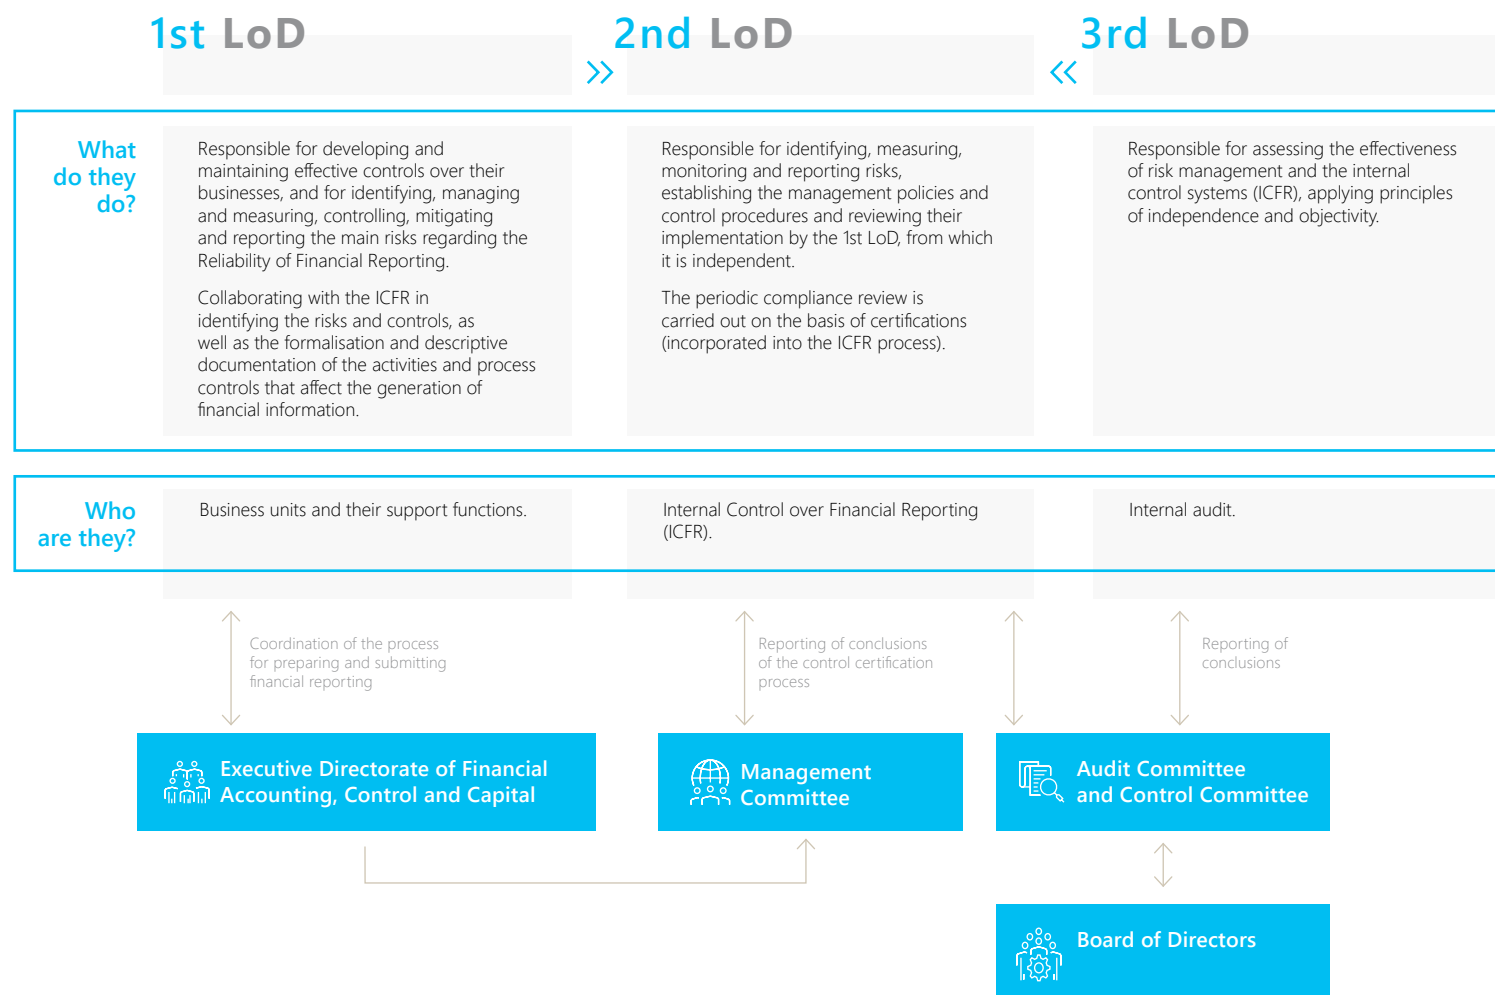 1st LoD
2nd LoD
3rd LoD
What
do they
do?
Responsible for developing and
maintaining effective controls over their
businesses, and for identifying, managing
and measuring, controlling, mitigating
and reporting the main risks regarding the
Reliability of Financial Reporting.
Collaborating with the ICFR in
identifying the risks and controls, as
well as the formalisation and descriptive
documentation of the activities and process
controls that affect the generation of
financial information.
Responsible for identifying, measuring,
monitoring and reporting risks,
establishing the management policies and
control procedures and reviewing their
implementation by the 1st LoD, from which
it is independent.
The periodic compliance review is
carried out on the basis of certifications
(incorporated into the ICFR process).
Responsible for assessing the effectiveness
of risk management and the internal
control systems (ICFR), applying principles
of independence and objectivity.
Who
are they?
Business units and their support functions.
Internal Control over Financial Reporting
(ICFR).
Internal audit.
Coordination of the process
for preparing and submitting
financial reporting
Reporting of conclusions
of the control certification
process
Reporting of
conclusions
Executive Directorate of Financial
Accounting, Control and Capital
Management
Committee
Audit Committee
and Control Committee
Board of Directors